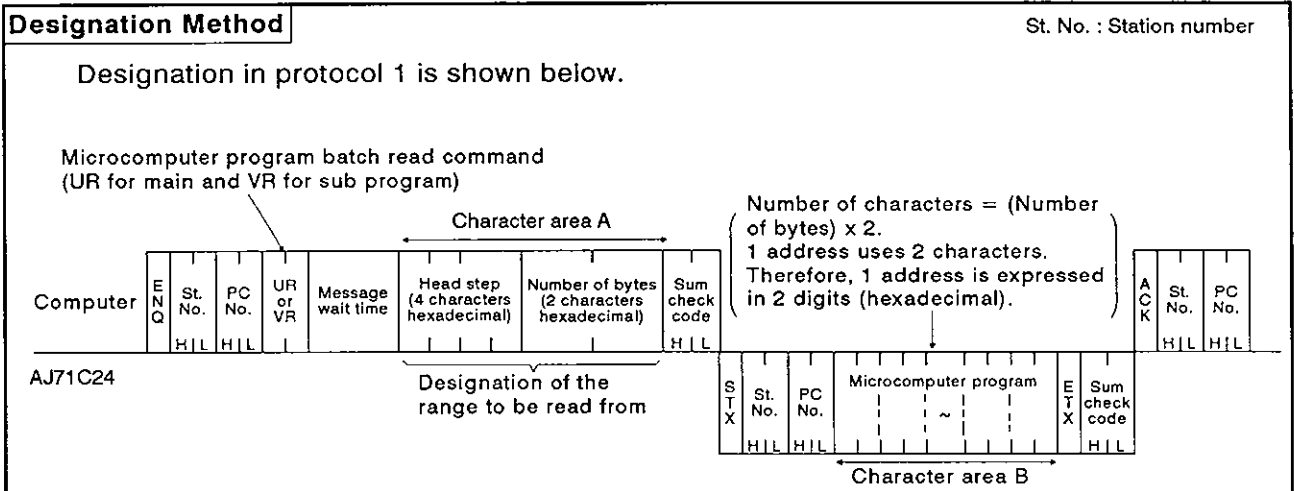 Designation Method
St. No. : Station number
Designation in protocol 1 is shown below.
Microcomputer program batch read command
(UR for main and VR for sub program)
Character area A
Number of characters = (Number
of bytes) x 2.
1 address uses 2 characters.
Therefore, 1 address is expressed
in 2 digits (hexadecimal).
Computer
ENQ
St.
No.
H L
PC
No.
H L
UR
or
VR
Message
wait time
Head step
(4 characters
hexadecimal)
Number of bytes
(2 characters
hexadecimal)
Sum
check
code
H L
ACK
St.
No.
H L
PC
No.
H L
AJ71C24
Designation of the
range to be read from
STX
St.
No.
H L
PC
No.
H L
Microcomputer program
~
ETX
Sum
check
code
H L
Character area B